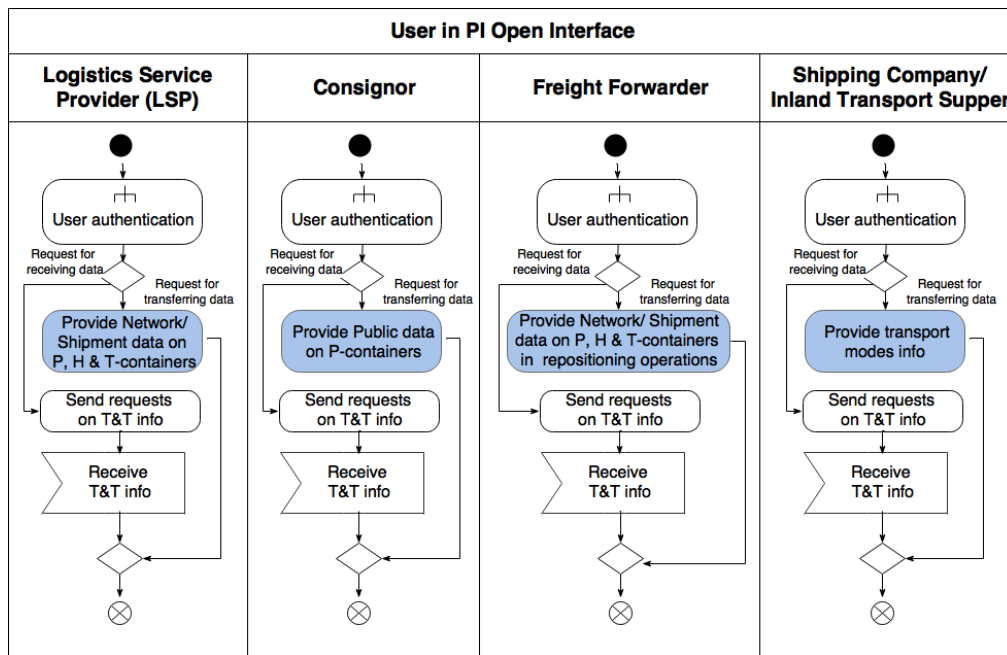 User in PI Open Interface
Logistics Service
Provider (LSP)
Consignor
Freight Forwarder
Shipping Company/
Inland Transport Supper
User authentication
Request for
receiving data
Request for
transferring data
Provide Network/
Shipment data on
P, H & T-containers
Send requests
on T&T info
Receive
T&T info
User authentication
Request for
receiving data
Request for
transferring data
Provide Public data
on P-containers
Send requests
on T&T info
Receive
T&T info
User authentication
Request for
receiving data
Request for
transferring data
Provide Network/ Shipment
data on P, H & T-containers
in repositioning operations
Send requests
on T&T info
Receive
T&T info
User authentication
Request for
receiving data
Request for
transferring data
Provide transport
modes info
Send requests
on T&T info
Receive
T&T info